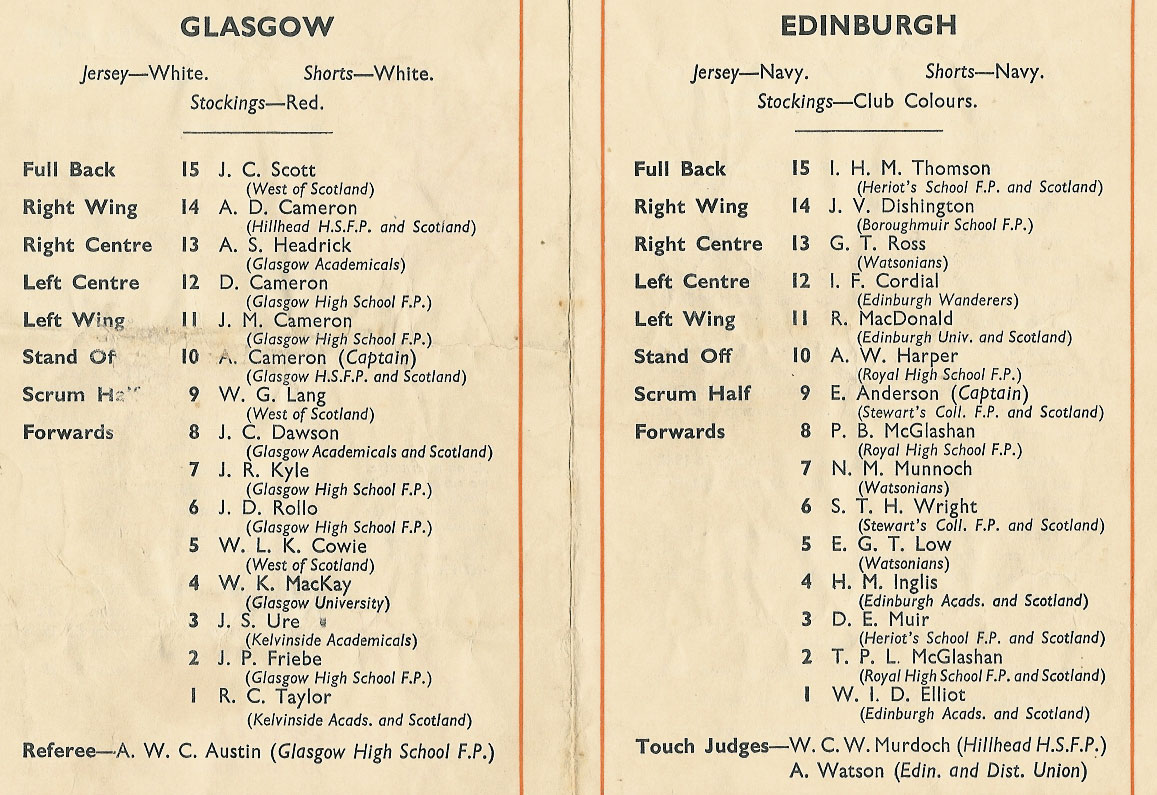 GLASGOW
Jersey—White. Shorts—White.
Stockings—Red.
Full Back 15 J. C. Scott
(West of Scotland)
Right Wing 14 A. D. Cameron
(Hillhead H.S.F.P. and Scotland)
Right Centre 13 A. S. Headrick
(Glasgow Academicals)
Left Centre 12 D. Cameron
(Glasgow High School F.P.)
Left Wing 11 J. M. Cameron
(Glasgow High School F.P.)
Stand Of 10 A. Cameron (Captain)
(Glasgow H.S.F.P. and Scotland)
Scrum Half 9 W. G. Lang
(West of Scotland)
Forwards 8 J. C. Dawson
(Glasgow Academicals and Scotland)
7 J. R. Kyle
(Glasgow High School F.P.)
6 J. D. Rollo
(Glasgow High School F.P.)
5 W. L. K. Cowie
(West of Scotland)
4 W. K. MacKay
(Glasgow University)
3 J. S. Ure
(Kelvinside Academicals)
2 J. P. Friebe
(Glasgow High School F.P.)
1 R. C. Taylor
(Kelvinside Acads. and Scotland)
Referee—A. W. C. Austin (Glasgow High School F.P.)
EDINBURGH
Jersey—Navy. Shorts—Navy.
Stockings—Club Colours.
Full Back 15 I. H. M. Thomson
(Heriot's School F.P. and Scotland)
Right Wing 14 J. V. Dishington
(Boroughmuir School F.P.)
Right Centre 13 G. T. Ross
(Watsonians)
Left Centre 12 I. F. Cordial
(Edinburgh Wanderers)
Left Wing 11 R. MacDonald
(Edinburgh Univ. and Scotland)
Stand Off 10 A. W. Harper
(Royal High School F.P.)
Scrum Half 9 E. Anderson (Captain)
(Stewart's Coll. F.P. and Scotland)
Forwards 8 P. B. McGlashan
(Royal High School F.P.)
7 N. M. Munnoch
(Watsonians)
6 S. T. H. Wright
(Stewart's Coll. F.P. and Scotland)
5 E. G. T. Low
(Watsonians)
4 H. M. Inglis
(Edinburgh Acads. and Scotland)
3 D. E. Muir
(Heriot's School F.P. and Scotland)
2 T. P. L. McGlashan
(Royal High School F.P. and Scotland)
1 W. I. D. Elliot
(Edinburgh Acads. and Scotland)
Touch Judges—W. C. W. Murdoch (Hillhead H.S.F.P.)
A. Watson (Edin. and Dist. Union)